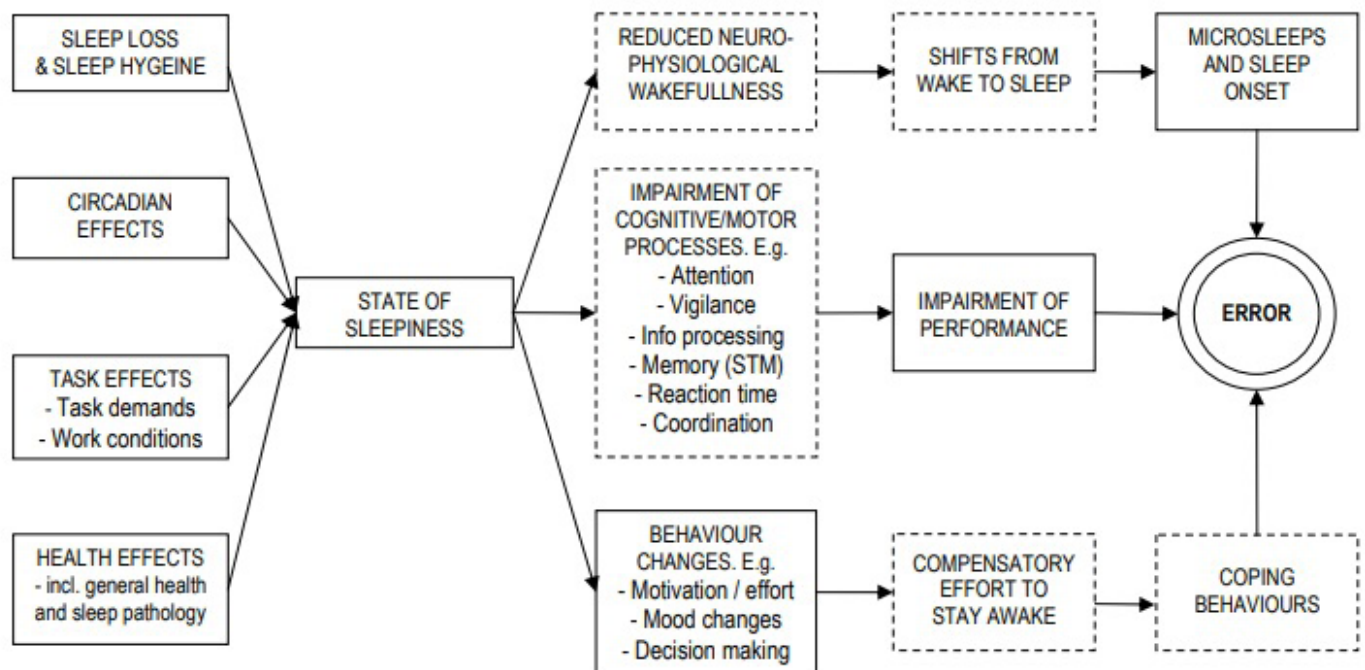 SLEEP LOSS
& SLEEP HYGEINE
CIRCADIAN
EFFECTS
TASK EFFECTS
- Task demands
- Work conditions
HEALTH EFFECTS
- incl. general health
and sleep pathology
STATE OF
SLEEPINESS
REDUCED NEURO-
PHYSIOLOGICAL
WAKEFULLNESS
SHIFTS FROM
WAKE TO SLEEP
MICROSLEEPS
AND SLEEP
ONSET
IMPAIRMENT OF
COGNITIVE/MOTOR
PROCESSES. E.g.
- Attention
- Vigilance
- Info processing
- Memory (STM)
- Reaction time
- Coordination
IMPAIRMENT OF
PERFORMANCE
ERROR
BEHAVIOUR
CHANGES. E.g.
- Motivation / effort
- Mood changes
- Decision making
COMPENSATORY
EFFORT TO
STAY AWAKE
COPING
BEHAVIOURS